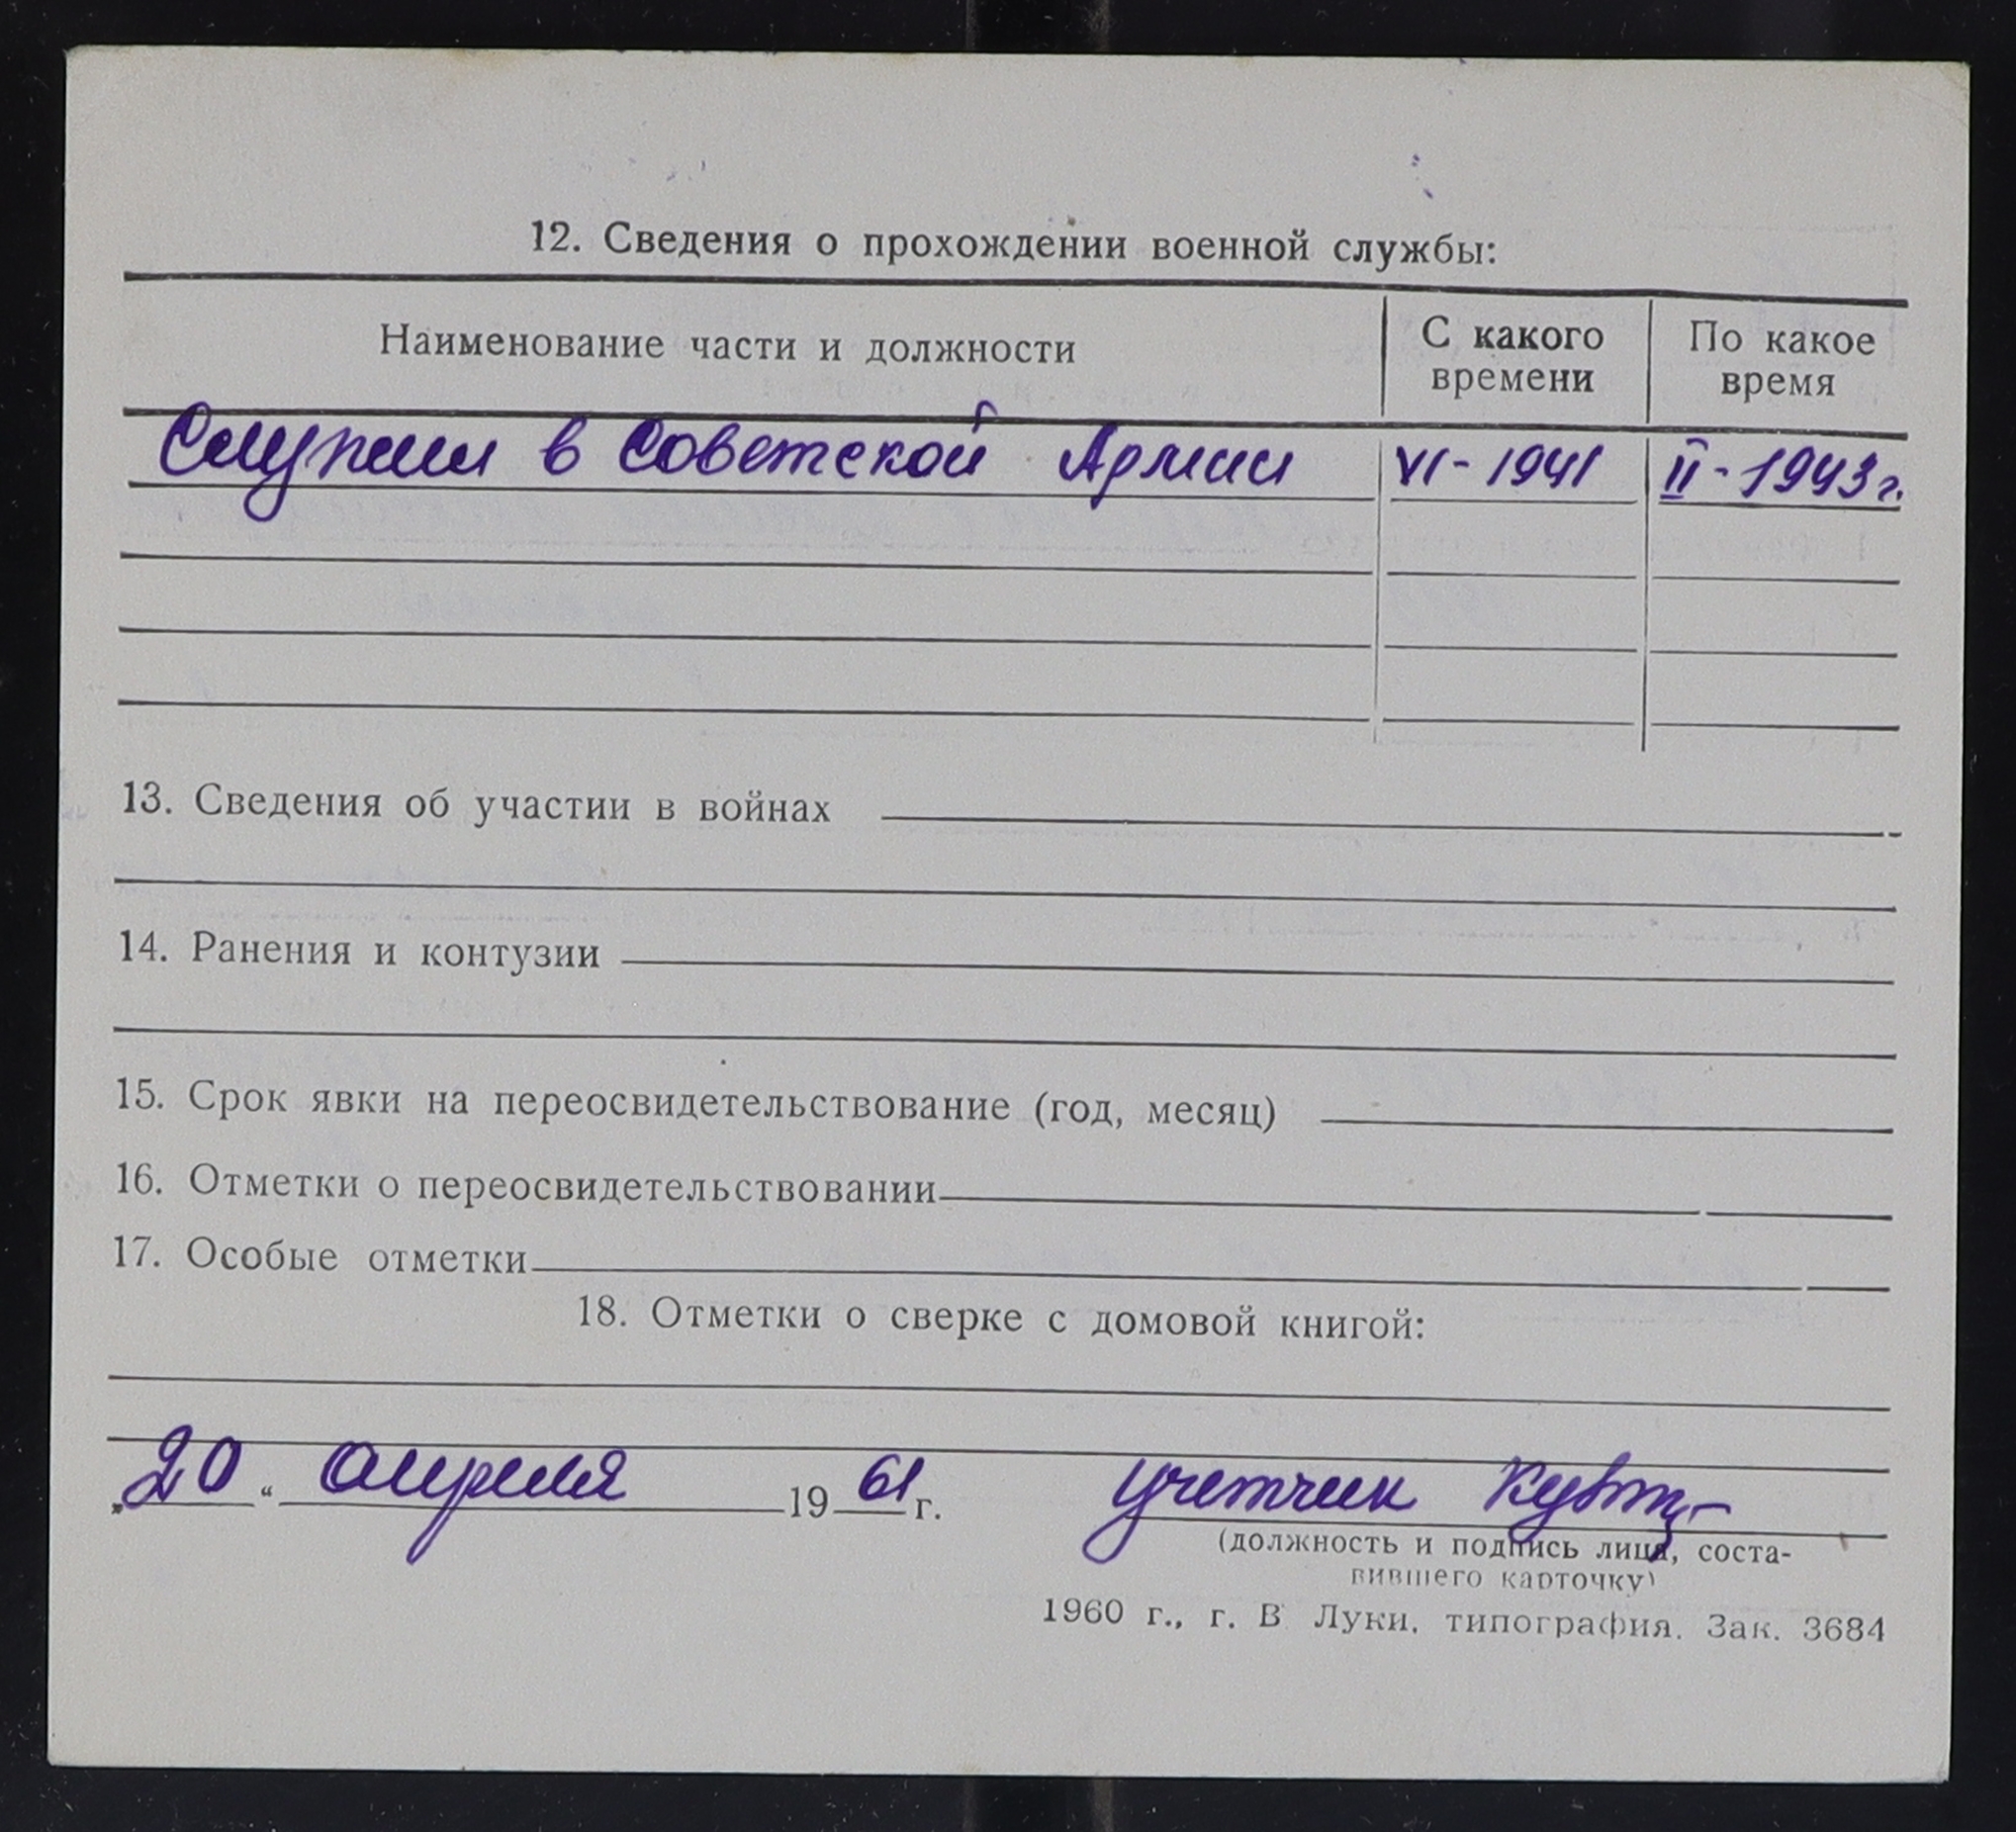 12. Сведения о прохождении военной службы:
Наименование части и должности
С какого времени
По какое время
Служил в Советской Армии VI - 1941 II - 1943 г.
13. Сведения об участии в войнах
14. Ранения и контузии
15. Срок явки на переосвидетельствование (год, месяц)
16. Отметки о переосвидетельствовании
17. Особые отметки
18. Отметки о сверке с домовой книгой:
„20“ апреля 1961 г. учетчик
(должность и подпись лица, соста-
вившего карточку)
1960 г., г. В Луки, типография. Зак. 3684